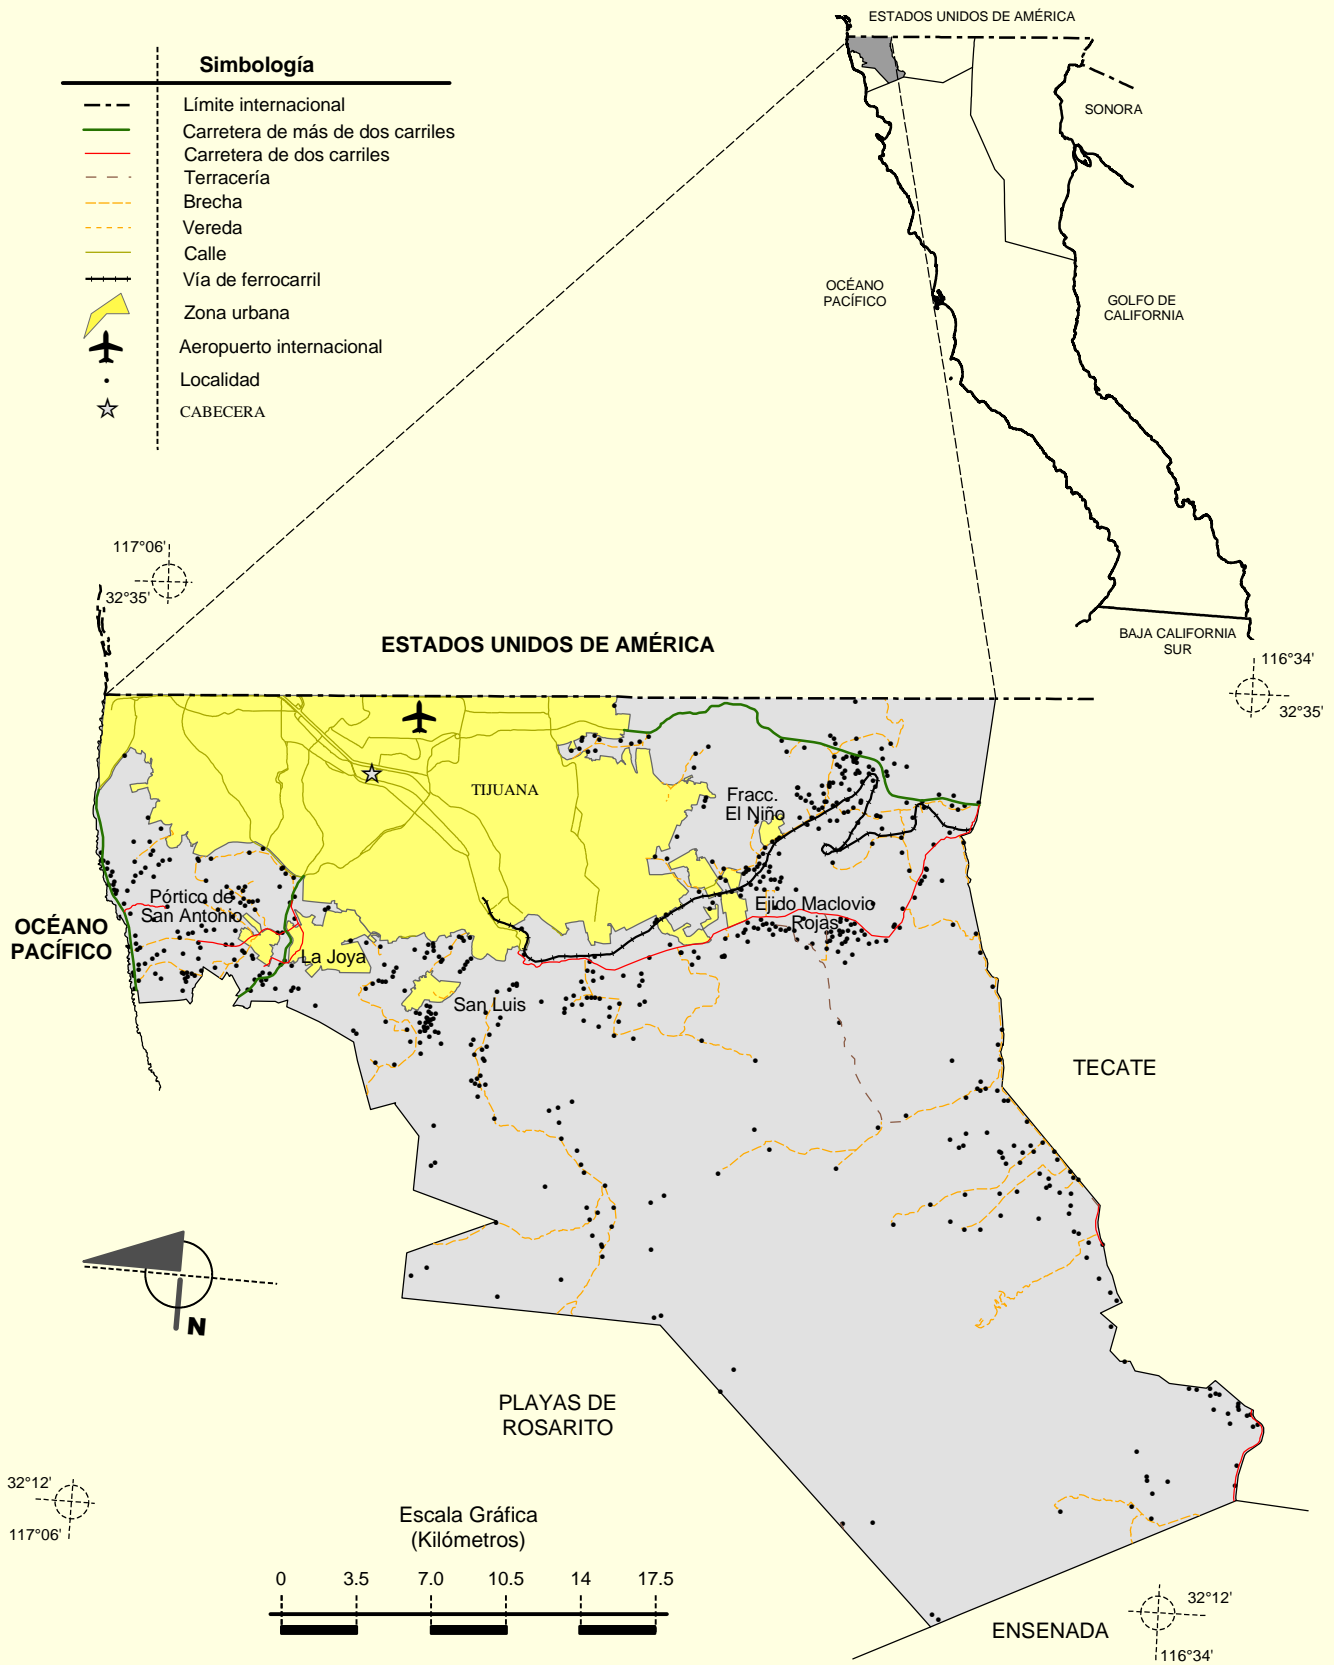 Simbología
Límite internacional
Carretera de más de dos carriles
Carretera de dos carriles
Terracería
Brecha
Vereda
Calle
Vía de ferrocarril
Zona urbana
Aeropuerto internacional
Localidad
CABECERA
ESTADOS UNIDOS DE AMÉRICA
SONORA
OCÉANO
PACÍFICO
GOLFO DE
CALIFORNIA
BAJA CALIFORNIA
SUR
117°06'
32°35'
116°34'
32°35'
ESTADOS UNIDOS DE AMÉRICA
TIJUANA
Fracc.
El Niño
Pórtico de
San Antonio
Ejido Maclovio
Rojas
OCÉANO
PACÍFICO
La Joya
San Luis
TECATE
N
PLAYAS DE
ROSARITO
32°12'
117°06'
Escala Gráfica
(Kilómetros)
0 3.5 7.0 10.5 14 17.5
ENSENADA
32°12'
116°34'